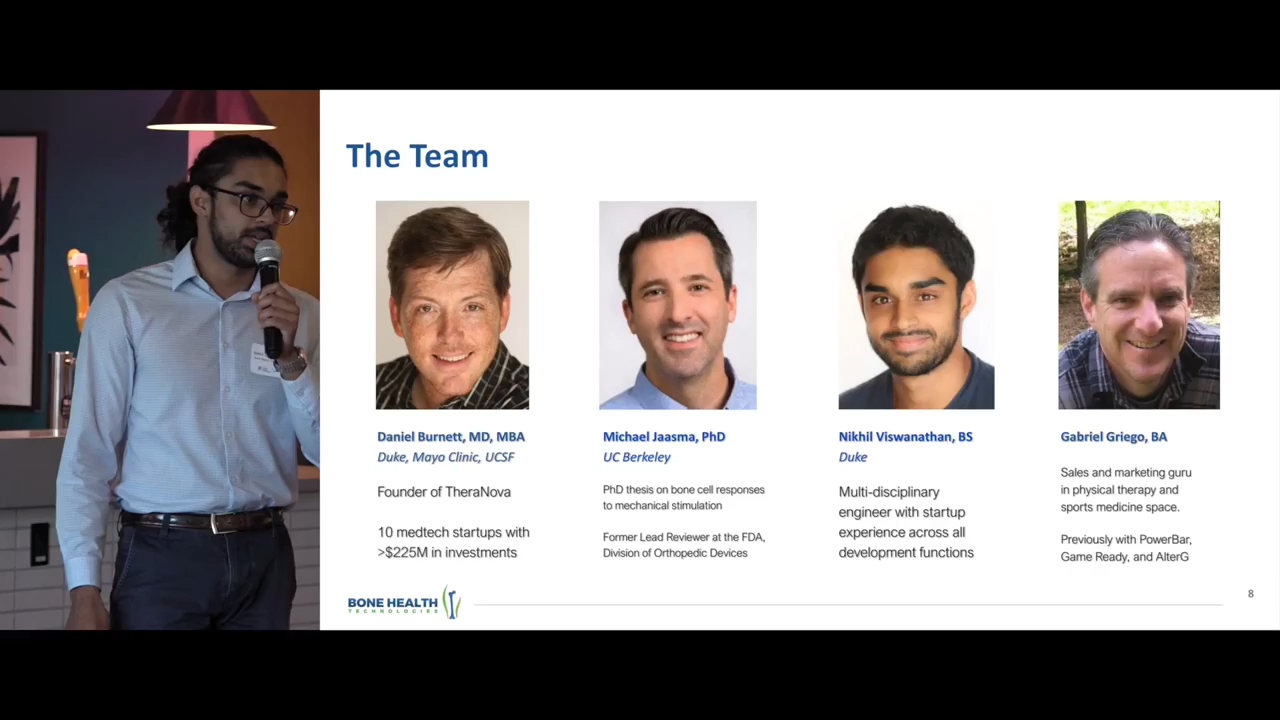 The Team
Daniel Burnett, MD, MBA
Duke, Mayo Clinic, UCSF
Founder of TheraNova
10 medtech startups with
>$225M in investments
Michael Jaasma, PhD
UC Berkeley
PhD thesis on bone cell responses
to mechanical stimulation
Former Lead Reviewer at the FDA,
Division of Orthopedic Devices
Nikhil Viswanathan, BS
Duke
Multi-disciplinary
engineer with startup
experience across all
development functions
Gabriel Griego, BA
Sales and marketing guru
in physical therapy and
sports medicine space.
Previously with PowerBar,
Game Ready, and AlterG
BONE HEALTH
TECHNOLOGIES
8